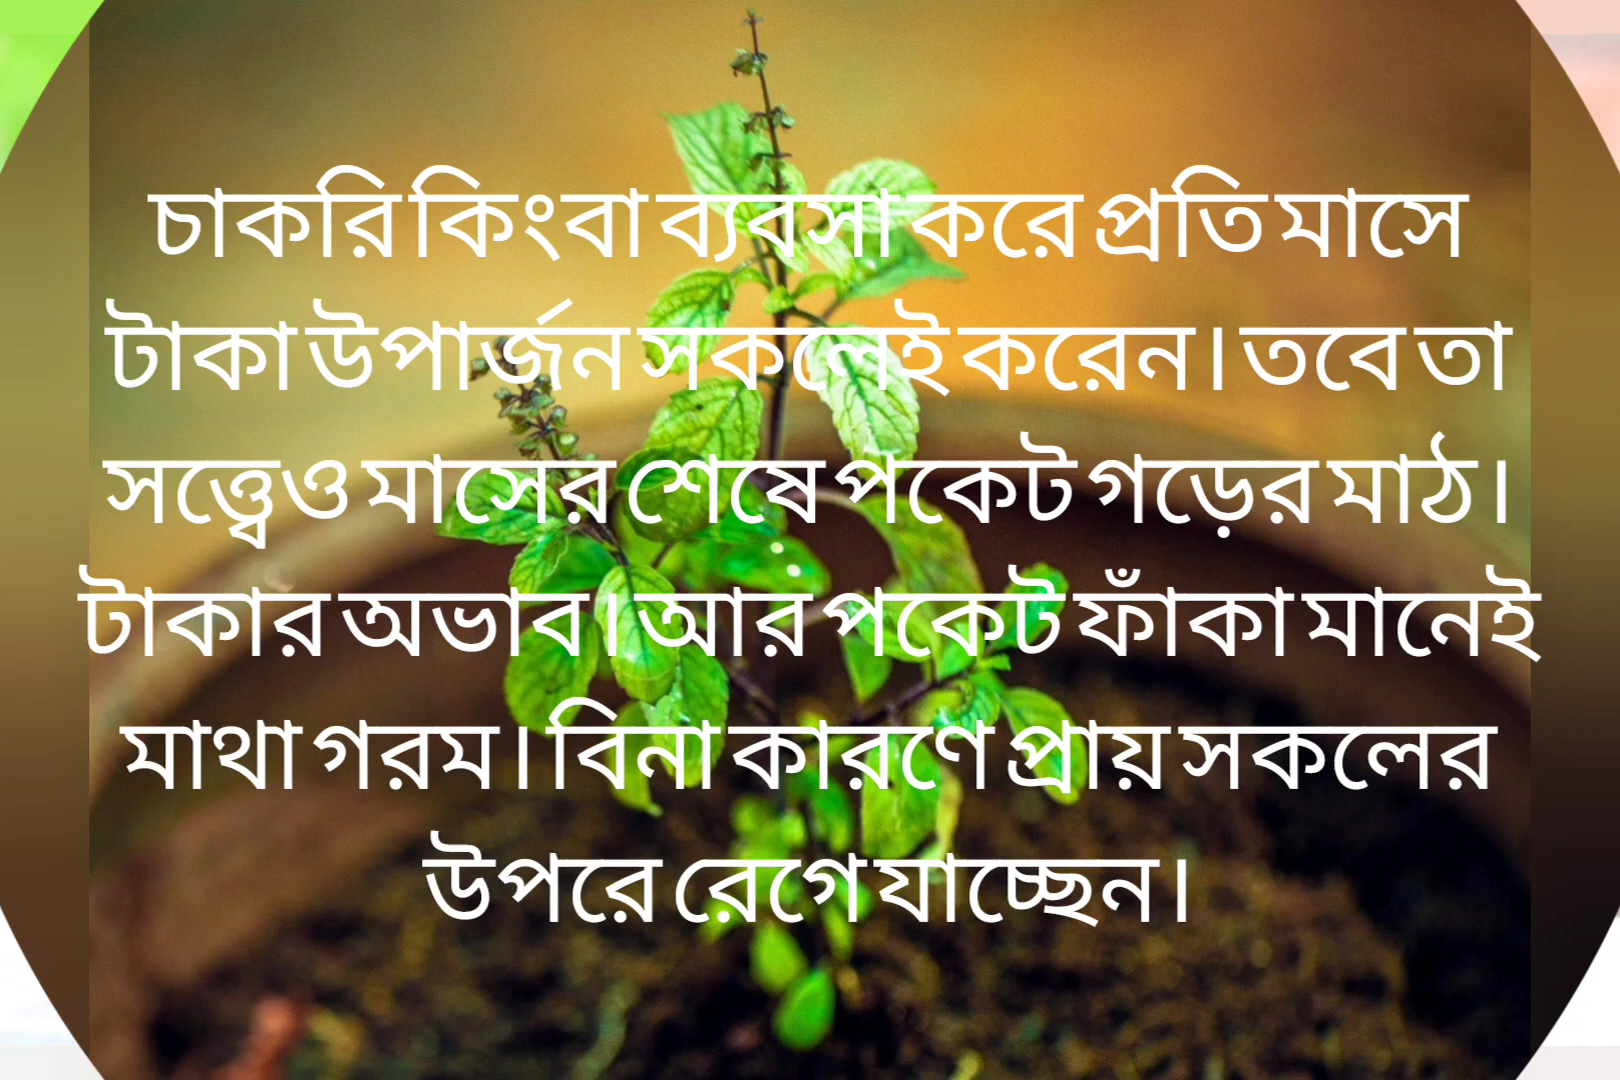 চাকরি কিংবা ব্যবসা করে প্রতি মাসে
টাকা উপার্জন সকলেই করেন। তবে তা
সত্ত্বেও মাসের শেষে পকেট গড়ের মাঠ।
টাকার অভাব। আর পকেট ফাঁকা মানেই
মাথা গরম। বিনা কারণে প্রায় সকলের
উপরে রেগে যাচ্ছেন।